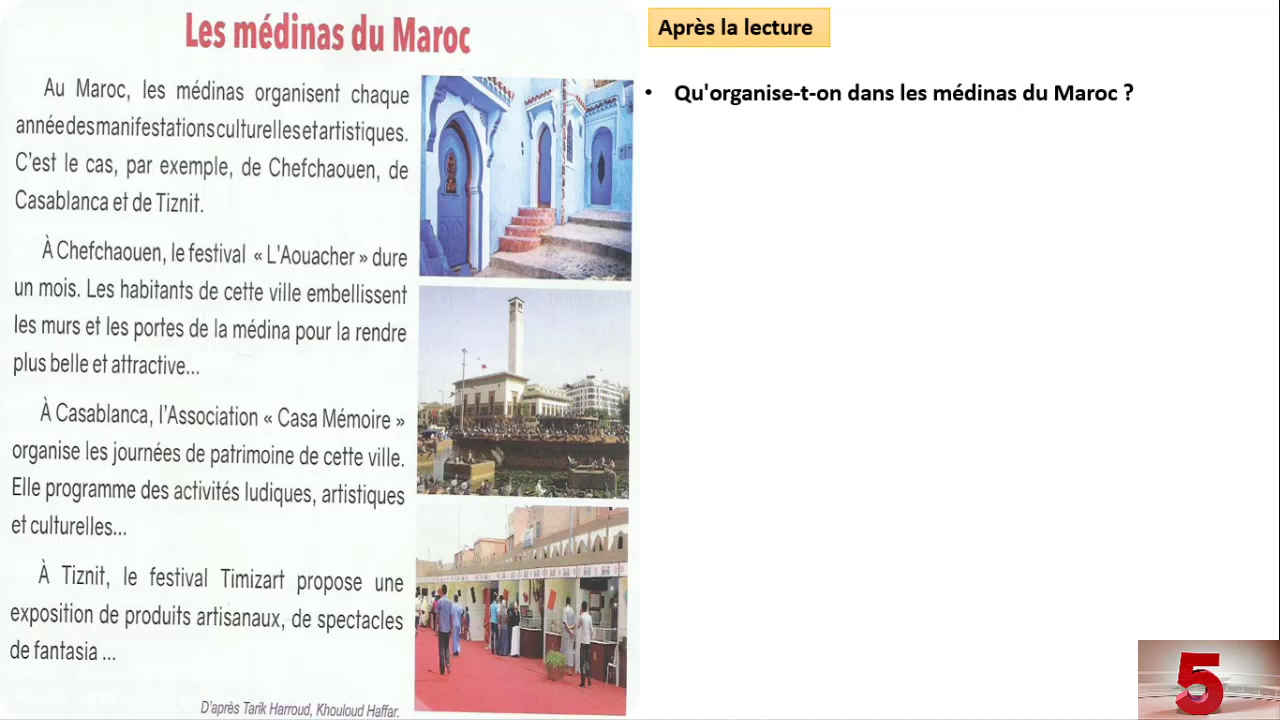 Les médinas du Maroc
Au Maroc, les médinas organisent chaque
année des manifestations culturelles et artistiques.
C'est le cas, par exemple, de Chefchaouen, de
Casablanca et de Tiznit.
À Chefchaouen, le festival « L'Aouacher » dure
un mois. Les habitants de cette ville embellissent
les murs et les portes de la médina pour la rendre
plus belle et attractive...
À Casablanca, l'Association « Casa Mémoire »
organise les journées de patrimoine de cette ville.
Elle programme des activités ludiques, artistiques
et culturelles...
À Tiznit, le festival Timizart propose une
exposition de produits artisanaux, de spectacles
de fantasia ...
D'après Tarik Harroud, Khouloud Haffar.
Après la lecture
• Qu'organise-t-on dans les médinas du Maroc ?
5